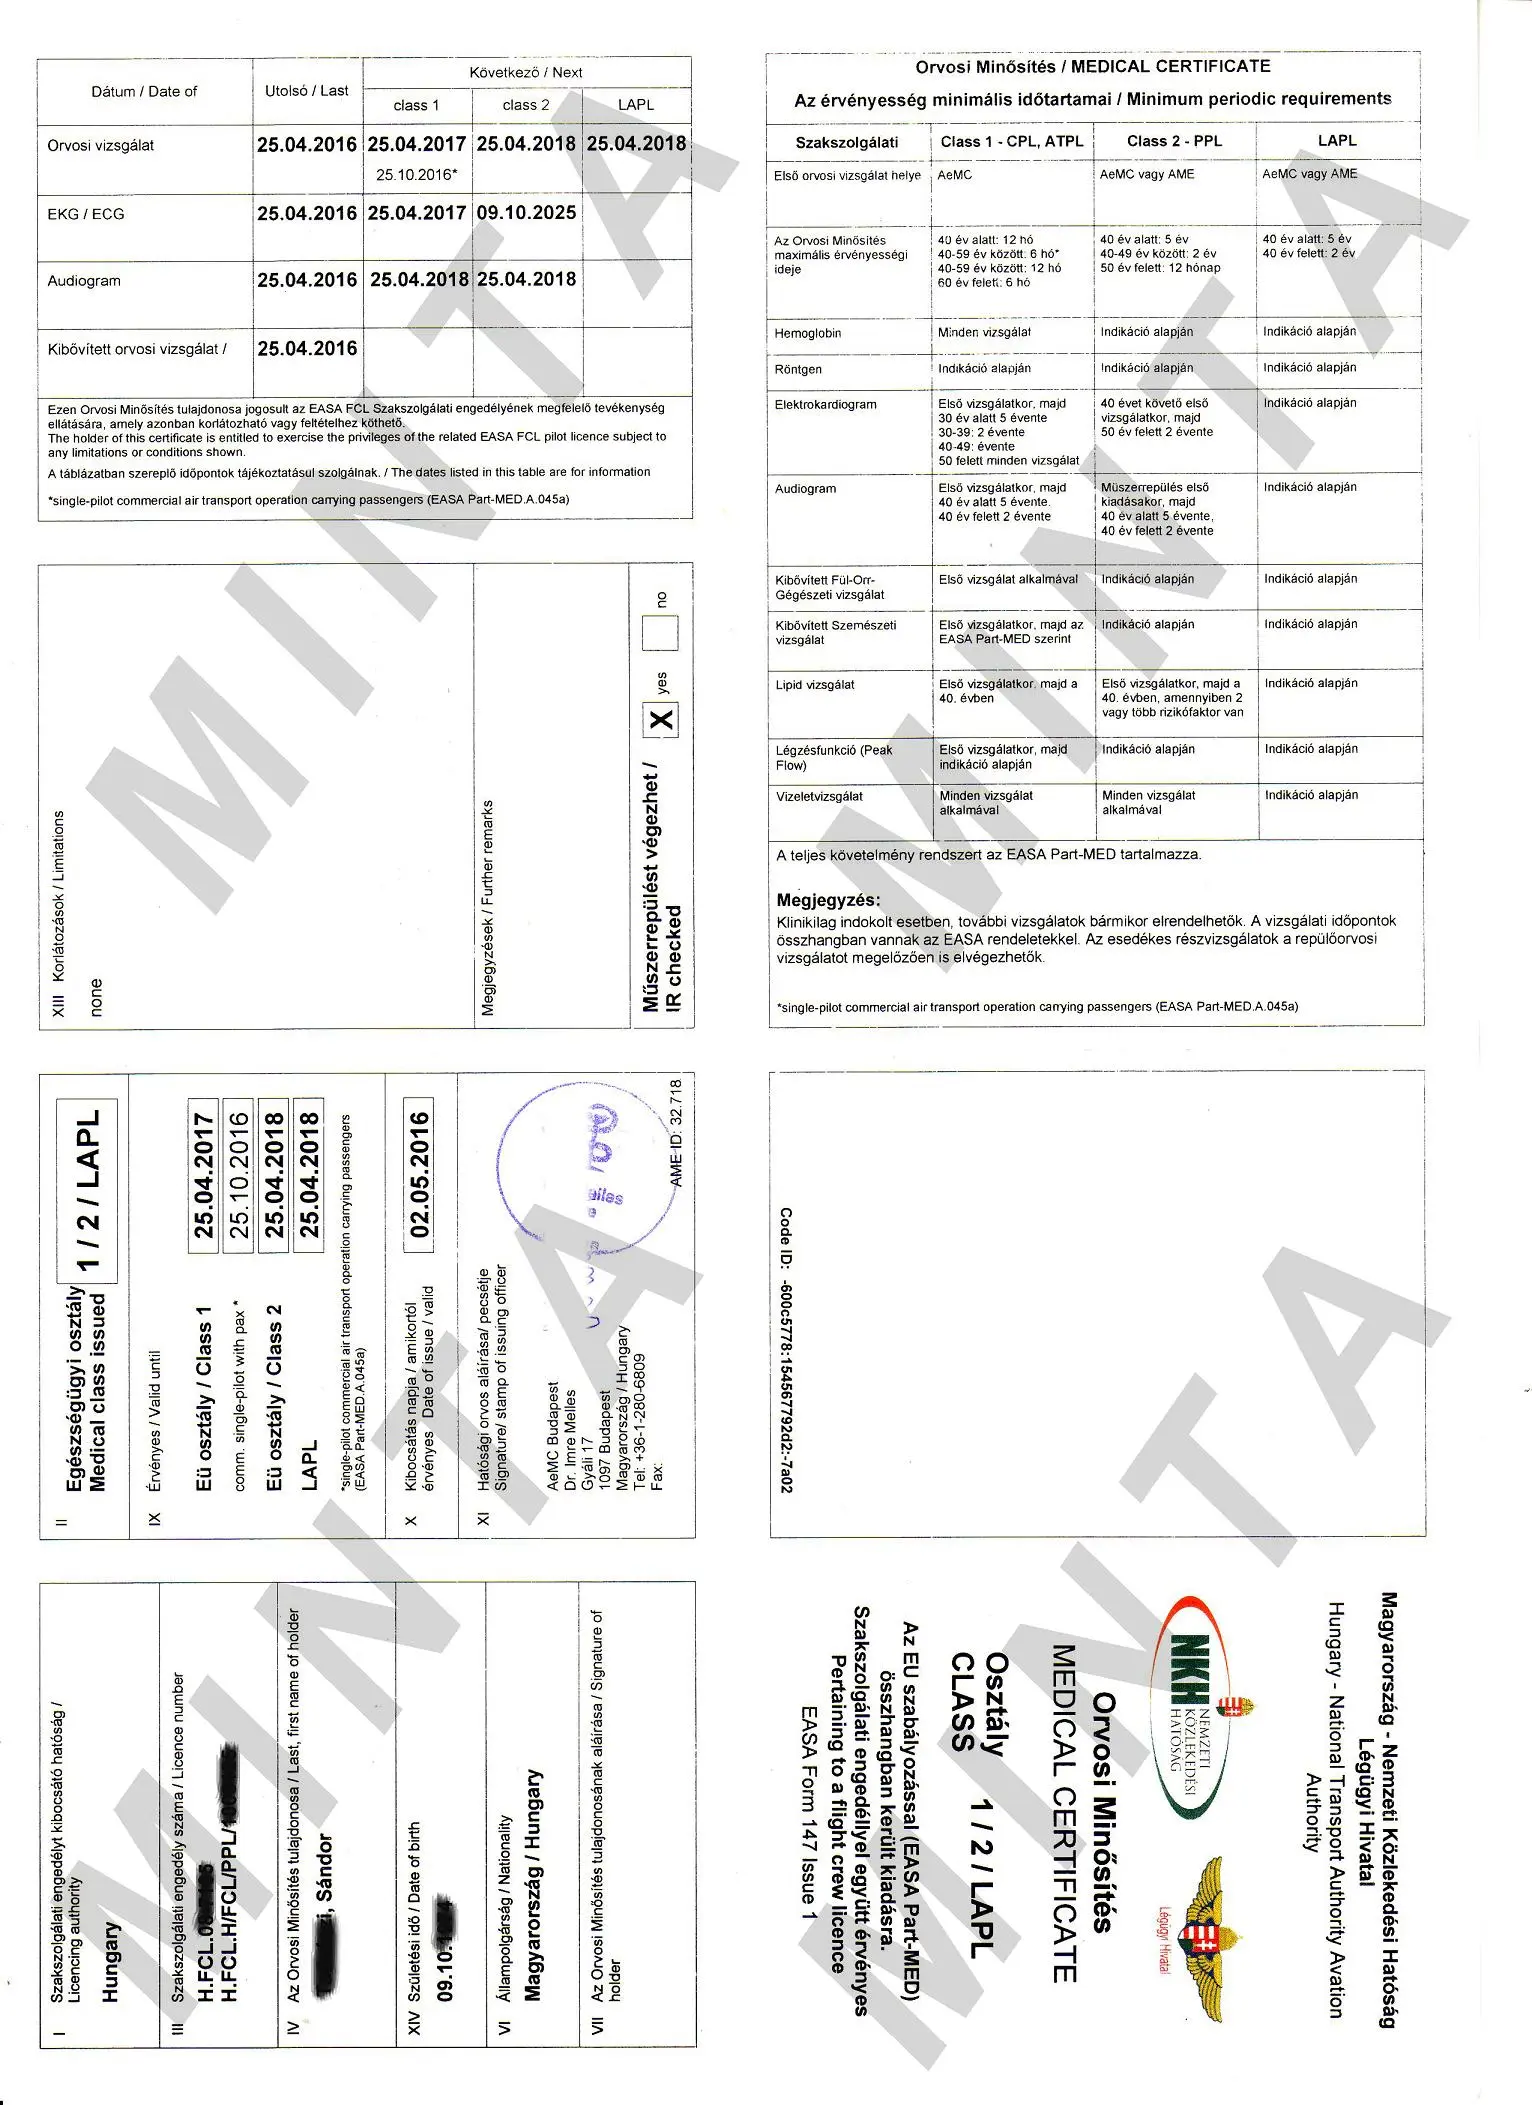 Dátum / Date of
Utolsó / Last
Következő / Next
class 1
class 2
LAPL
Orvosi vizsgálat
25.04.2016
25.04.2017
25.04.2018
25.04.2018
25.10.2016*
EKG / ECG
25.04.2016
25.04.2017
09.10.2025
Audiogram
25.04.2016
25.04.2018
25.04.2018
Kibővített orvosi vizsgálat /
25.04.2016
Ezen Orvosi Minősítés tulajdonosa jogosult az EASA FCL Szakszolgálati engedélyének megfelelő tevékenység
ellátására, amely azonban korlátozható vagy feltételhez köthető.
The holder of this certificate is entitled to exercise the privileges of the related EASA FCL pilot licence subject to
any limitations or conditions shown.
A táblázatban szereplő időpontok tájékoztatásul szolgálnak. / The dates listed in this table are for information
*single-pilot commercial air transport operation carrying passengers (EASA Part-MED.A.045a)
MINTA
XIII Korlátozások / Limitations
none
Megjegyzések / Further remarks
Műszerrepülést végezhet /
IR checked
X yes
no
II
Egészségügyi osztály
Medical class issued
1 / 2 / LAPL
IX Érvényes / Valid until
Eü osztály / Class 1
25.04.2017
comm. single-pilot with pax *
25.10.2016
Eü osztály / Class 2
25.04.2018
LAPL
25.04.2018
*single-pilot commercial air transport operation carrying passengers
(EASA Part-MED.A.045a)
X Kibocsátás napja / amikortól
érvényes Date of issue / valid
02.05.2016
XI Hatósági orvos aláírása/ pecsétje
Signature/ stamp of issuing officer
AeMC Budapest
Dr. Imre Melles
Gyáli 17
1097 Budapest
Magyarország / Hungary
Tel: +36-1-280-6809
Fax:
AME-ID: 32.718
MINTA
I Szakszolgálati engedélyt kibocsátó hatóság /
Licencing authority
Hungary
III Szakszolgálati engedély száma / Licence number
H.FCL.0
H.FCL.H/FCL/PPL/
IV Az Orvosi Minősítés tulajdonosa / Last, first name of holder
, Sándor
XIV Születési idő / Date of birth
09.10.
VI Állampolgárság / Nationality
Magyarország / Hungary
VII Az Orvosi Minősítés tulajdonosának aláírása / Signature of
holder
Orvosi Minősítés / MEDICAL CERTIFICATE
Az érvényesség minimális időtartamai / Minimum periodic requirements
Szakszolgálati
Class 1 - CPL, ATPL
Class 2 - PPL
LAPL
Első orvosi vizsgálat helye
AeMC
AeMC vagy AME
AeMC vagy AME
Az Orvosi Minősítés
maximális érvényességi
ideje
40 év alatt: 12 hó
40-59 év között: 6 hó*
40-59 év között: 12 hó
60 év felett: 6 hó
40 év alatt: 5 év
40-49 év között: 2 év
50 év felett: 12 hónap
40 év alatt: 5 év
40 év felett: 2 év
Hemoglobin
Minden vizsgálat
Indikáció alapján
Indikáció alapján
Röntgen
Indikáció alapján
Indikáció alapján
Indikáció alapján
Elektrokardiogram
Első vizsgálatkor, majd
30 év alatt 5 évente
30-39: 2 évente
40-49: évente
50 felett minden vizsgálat
40 évet követő első
vizsgálatkor, majd
50 év felett 2 évente
Indikáció alapján
Audiogram
Első vizsgálatkor, majd
40 év alatt 5 évente.
40 év felett 2 évente
Müszerrepülés első
kiadásakor, majd
40 év alatt 5 évente,
40 év felett 2 évente
Indikáció alapján
Kibővített Fül-Orr-
Gégészeti vizsgálat
Első vizsgálat alkalmával
Indikáció alapján
Indikáció alapján
Kibővített Szemészeti
vizsgálat
Első vizsgálatkor, majd az
EASA Part-MED szerint
Indikáció alapján
Indikáció alapján
Lipid vizsgálat
Első vizsgálatkor, majd a
40. évben
Első vizsgálatkor, majd a
40. évben, amennyiben 2
vagy több rizikófaktor van
Indikáció alapján
Légzésfunkció (Peak
Flow)
Első vizsgálatkor, majd
indikáció alapján
Indikáció alapján
Indikáció alapján
Vizeletvizsgálat
Minden vizsgálat
alkalmával
Minden vizsgálat
alkalmával
Indikáció alapján
A teljes követelmény rendszert az EASA Part-MED tartalmazza.
Megjegyzés:
Klinikilag indokolt esetben, további vizsgálatok bármikor elrendelhetők. A vizsgálati időpontok
összhangban vannak az EASA rendeletekkel. Az esedékes részvizsgálatok a repülőorvosi
vizsgálatot megelőzően is elvégezhetők.
*single-pilot commercial air transport operation carrying passengers (EASA Part-MED.A.045a)
MINTA
Code ID: -600c5778:154567792d2:-7a02
Magyarország - Nemzeti Közlekedési Hatóság
Légügyi Hivatal
Hungary - National Transport Authority Avation
Authority
NKH
NEMZETI
KÖZLEKEDÉSI
HATÓSÁG
Légügyi Hivatal
Orvosi Minősítés
MEDICAL CERTIFICATE
Osztály
CLASS
1 / 2 / LAPL
Az EU szabályozással (EASA Part-MED)
összhangban került kiadásra.
Szakszolgálati engedéllyel együtt érvényes
Pertaining to a flight crew licence
EASA Form 147 Issue 1
MINTA